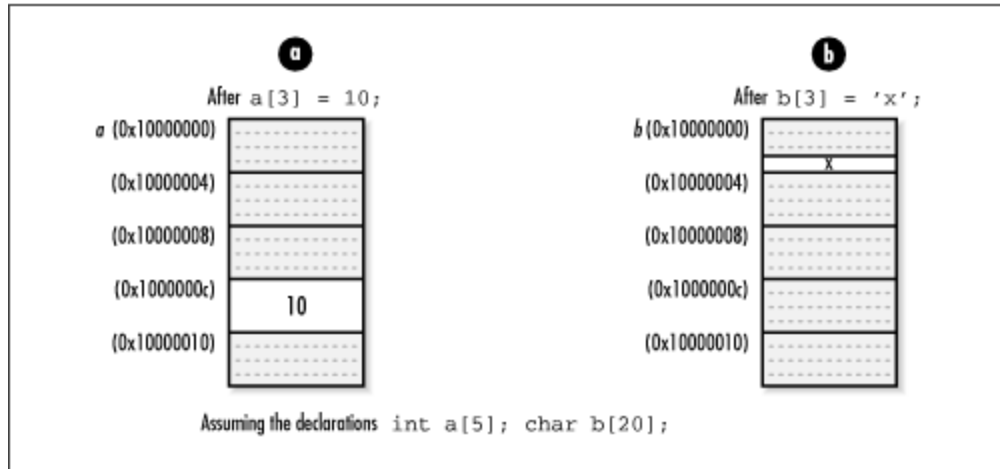 a
After a[3] = 10;
a (0x10000000)
(0x10000004)
(0x10000008)
(0x1000000c)
10
(0x10000010)
b
After b[3] = 'x';
b (0x10000000)
x
(0x10000004)
(0x10000008)
(0x1000000c)
(0x10000010)
Assuming the declarations int a[5]; char b[20];